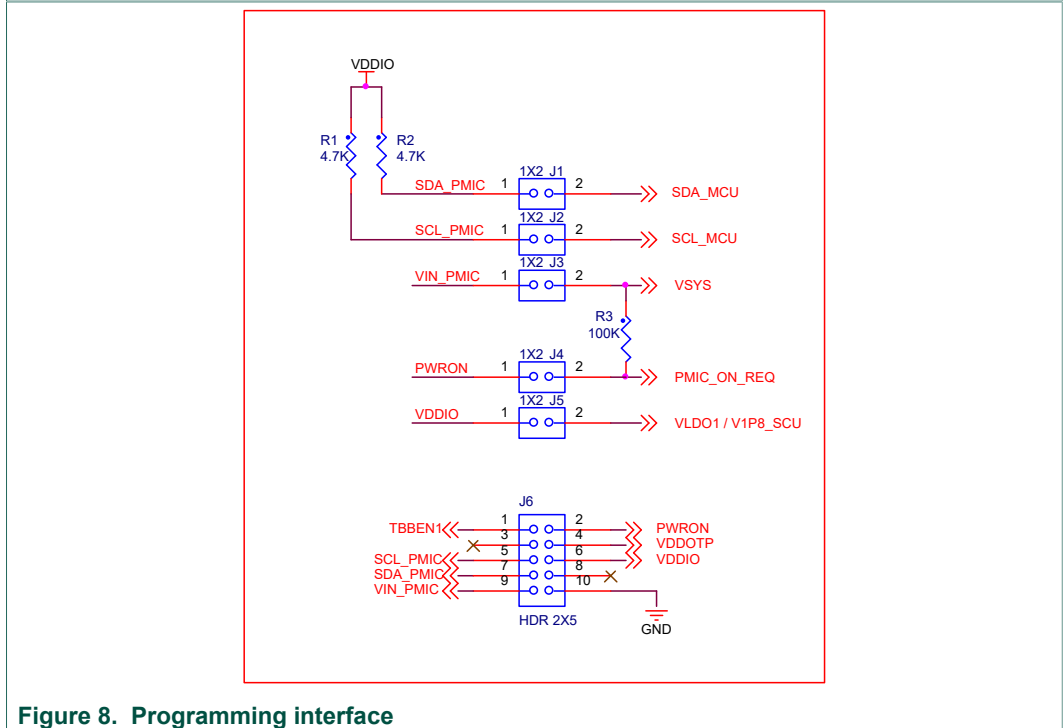 VDDIO
R1 R2
4.7K 4.7K
1X2 J1
SDA_PMIC 1 2 SDA_MCU
1X2 J2
SCL_PMIC 1 2 SCL_MCU
1X2 J3
VIN_PMIC 1 2 VSYS
R3
100K
1X2 J4
PWRON 1 2 PMIC_ON_REQ
1X2 J5
VDDIO 1 2 VLDO1 / V1P8_SCU
J6
TBBEN1 1 2 PWRON
3 4 VDDOTP
SCL_PMIC 5 6 VDDIO
SDA_PMIC 7 8
VIN_PMIC 9 10
HDR 2X5
GND
Figure 8. Programming interface